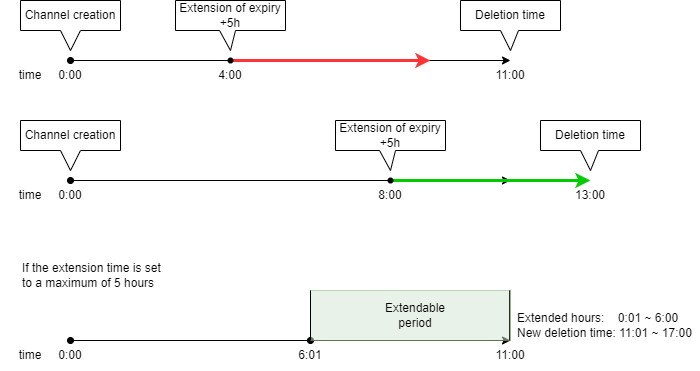 Channel creation
Extension of expiry
+5h
Deletion time
time 0:00 4:00 11:00
Channel creation
Extension of expiry
+5h
Deletion time
time 0:00 8:00 13:00
If the extension time is set
to a maximum of 5 hours
Extendable
period
Extended hours: 0:01 ~ 6:00
New deletion time: 11:01 ~ 17:00
time 0:00 6:01 11:00